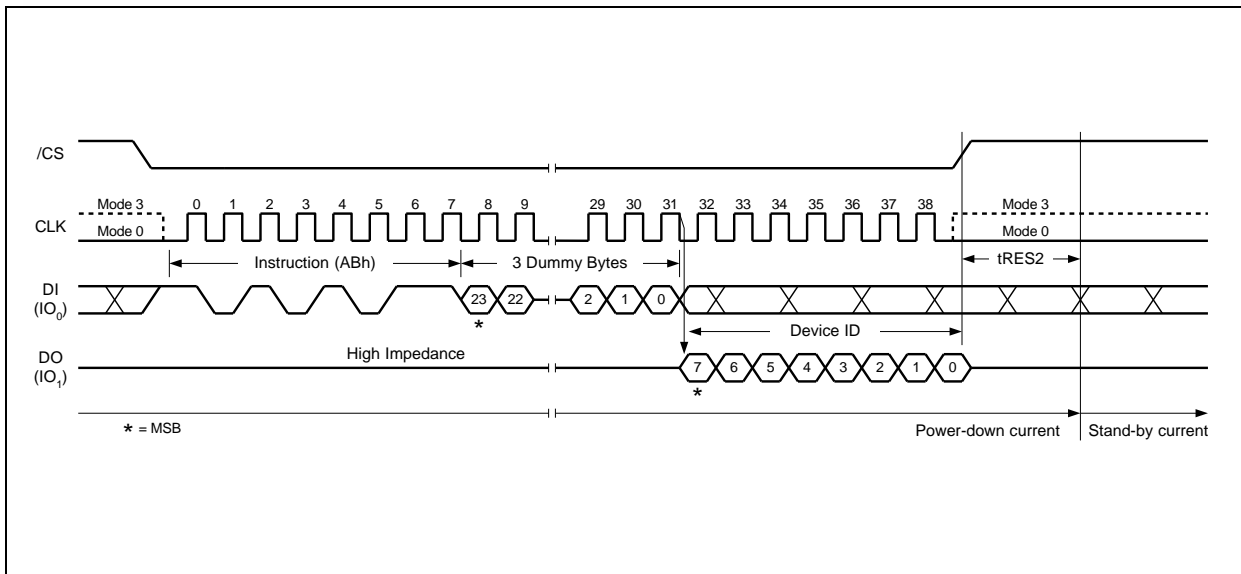 /CS
Mode 3 0 1 2 3 4 5 6 7 8 9 29 30 31 32 33 34 35 36 37 38 Mode 3
CLK
Mode 0 Mode 0
Instruction (ABh) 3 Dummy Bytes tRES2
DI
(IO0)
23 22 2 1 0
*
Device ID
High Impedance
DO
(IO1)
7 6 5 4 3 2 1 0
*
* = MSB
Power-down current Stand-by current